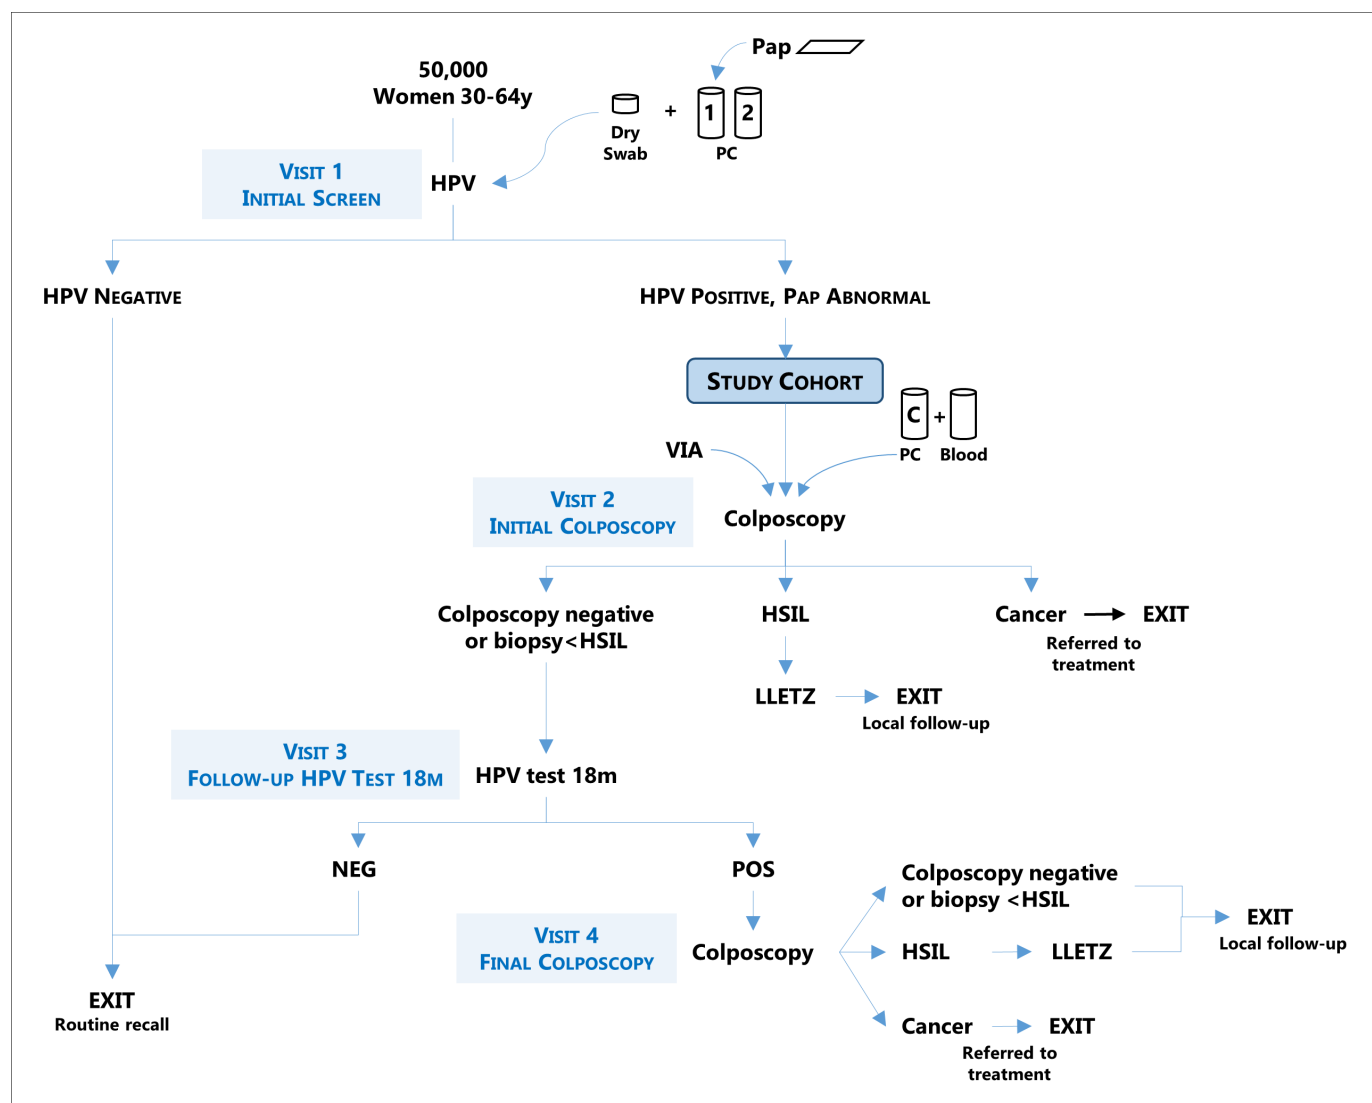 Pap
50,000
Women 30-64y
1
2
+
Dry
Swab
PC
VISIT 1
INITIAL SCREEN
HPV
HPV NEGATIVE
HPV POSITIVE, PAP ABNORMAL
STUDY COHORT
C
+
PC
Blood
VIA
VISIT 2
INITIAL COLPOSCOPY
Colposcopy
Colposcopy negative
or biopsy<HSIL
HSIL
Cancer
EXIT
Referred to
treatment
LLETZ
EXIT
Local follow-up
VISIT 3
FOLLOW-UP HPV TEST 18M
HPV test 18m
NEG
POS
VISIT 4
FINAL COLPOSCOPY
Colposcopy
Colposcopy negative
or biopsy <HSIL
HSIL
LLETZ
EXIT
Local follow-up
Cancer
EXIT
Referred to
treatment
EXIT
Routine recall